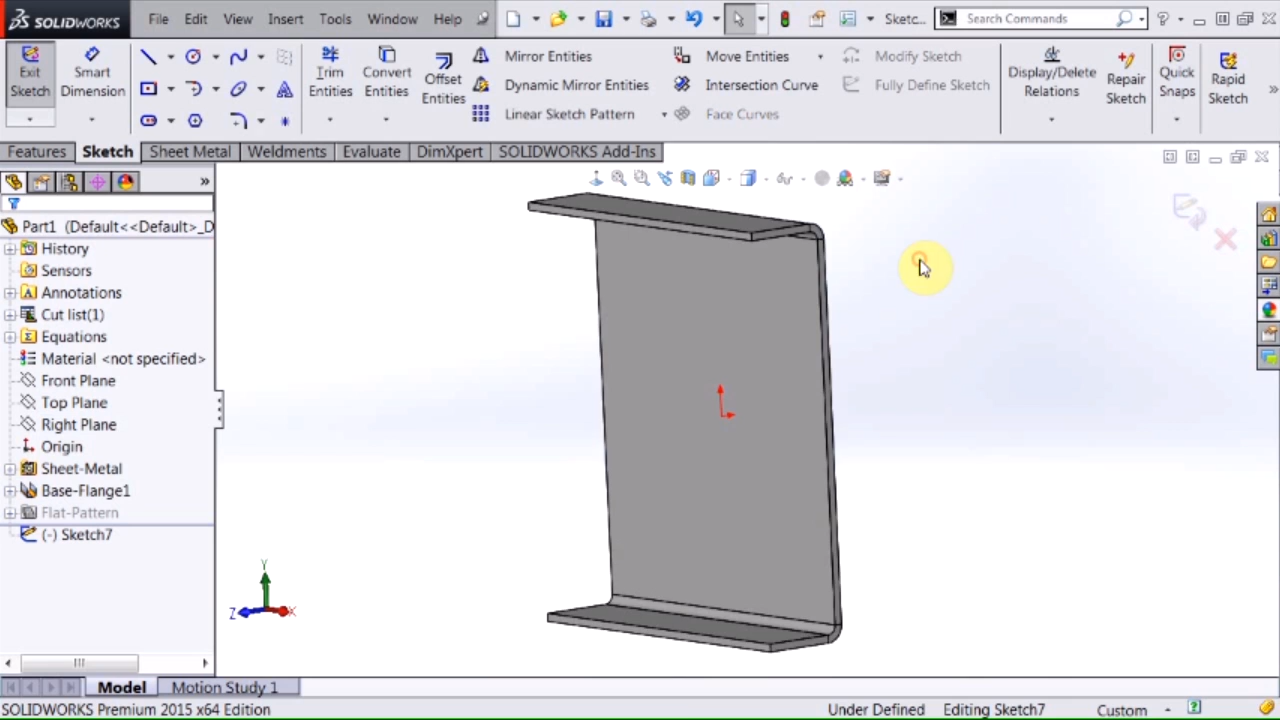 SOLIDWORKS File Edit View Insert Tools Window Help Sketc... Search Commands
Exit Sketch
Smart Dimension
Trim Entities
Convert Entities
Offset Entities
Mirror Entities
Dynamic Mirror Entities
Linear Sketch Pattern
Move Entities
Intersection Curve
Face Curves
Modify Sketch
Fully Define Sketch
Display/Delete Relations
Repair Sketch
Quick Snaps
Rapid Sketch
Features Sketch Sheet Metal Weldments Evaluate DimXpert SOLIDWORKS Add-Ins
Part1 (Default<<Default>_D
History
Sensors
Annotations
Cut list(1)
Equations
Material <not specified>
Front Plane
Top Plane
Right Plane
Origin
Sheet-Metal
Base-Flange1
Flat-Pattern
(-) Sketch7
Y
Z X
Model Motion Study 1
SOLIDWORKS Premium 2015 x64 Edition Under Defined Editing Sketch7 Custom